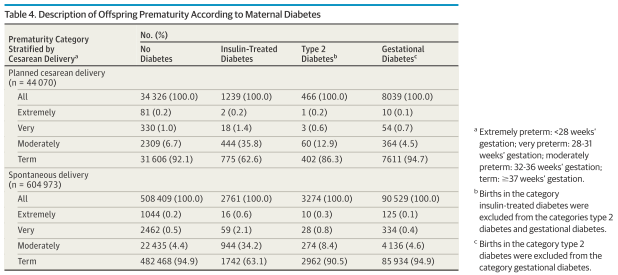 Table 4. Description of Offspring Prematurity According to Maternal Diabetes
Prematurity Category
Stratified by
Cesarean Deliveryᵃ
No. (%)
No
Diabetes
Insulin-Treated
Diabetes
Type 2
Diabetesᵇ
Gestational
Diabetesᶜ
Planned cesarean delivery
(n = 44 070)
All 34 326 (100.0) 1239 (100.0) 466 (100.0) 8039 (100.0)
Extremely 81 (0.2) 2 (0.2) 1 (0.2) 10 (0.1)
Very 330 (1.0) 18 (1.4) 3 (0.6) 54 (0.7)
Moderately 2309 (6.7) 444 (35.8) 60 (12.9) 364 (4.5)
Term 31 606 (92.1) 775 (62.6) 402 (86.3) 7611 (94.7)
Spontaneous delivery
(n = 604 973)
All 508 409 (100.0) 2761 (100.0) 3274 (100.0) 90 529 (100.0)
Extremely 1044 (0.2) 16 (0.6) 10 (0.3) 125 (0.1)
Very 2462 (0.5) 59 (2.1) 28 (0.8) 334 (0.4)
Moderately 22 435 (4.4) 944 (34.2) 274 (8.4) 4136 (4.6)
Term 482 468 (94.9) 1742 (63.1) 2962 (90.5) 85 934 (94.9)
ᵃ Extremely preterm: <28 weeks'
gestation; very preterm: 28-31
weeks' gestation; moderately
preterm: 32-36 weeks' gestation;
term: ≥37 weeks' gestation.
ᵇ Births in the category
insulin-treated diabetes were
excluded from the categories type 2
diabetes and gestational diabetes.
ᶜ Births in the category type 2
diabetes were excluded from the
category gestational diabetes.